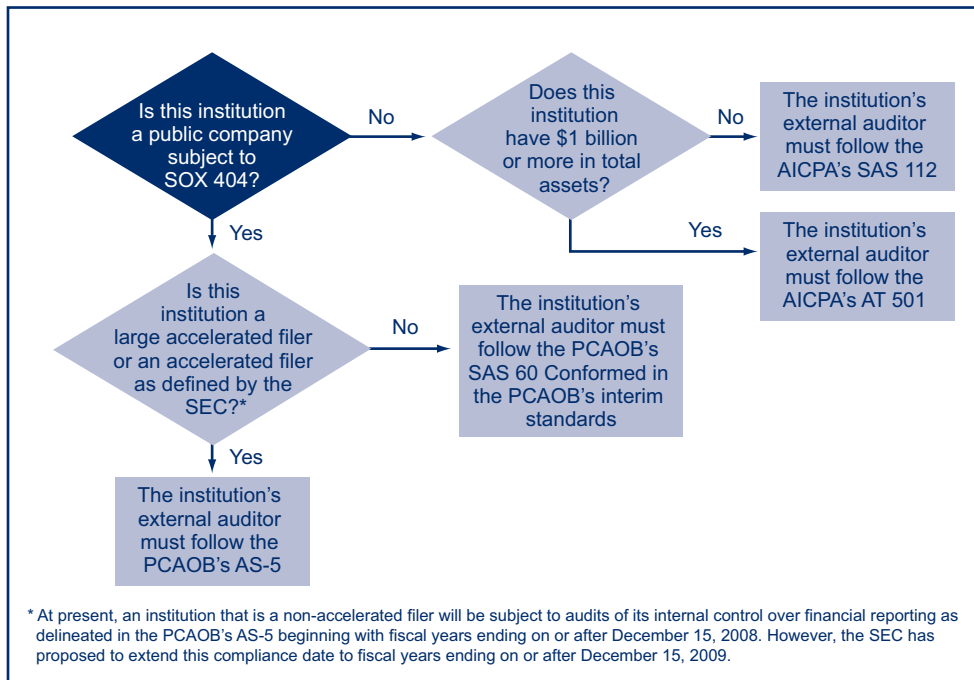 Is this institution
a public company
subject to
SOX 404?
No
Does this
institution
have $1 billion
or more in total
assets?
No
The institution’s
external auditor
must follow the
AICPA’s SAS 112
Yes
The institution’s
external auditor
must follow the
AICPA’s AT 501
Yes
Is this
institution a
large accelerated filer
or an accelerated filer
as defined by the
SEC?*
No
The institution’s
external auditor must
follow the PCAOB’s
SAS 60 Conformed in
the PCAOB’s interim
standards
Yes
The institution’s
external auditor
must follow the
PCAOB’s AS-5
* At present, an institution that is a non-accelerated filer will be subject to audits of its internal control over financial reporting as
delineated in the PCAOB’s AS-5 beginning with fiscal years ending on or after December 15, 2008. However, the SEC has
proposed to extend this compliance date to fiscal years ending on or after December 15, 2009.